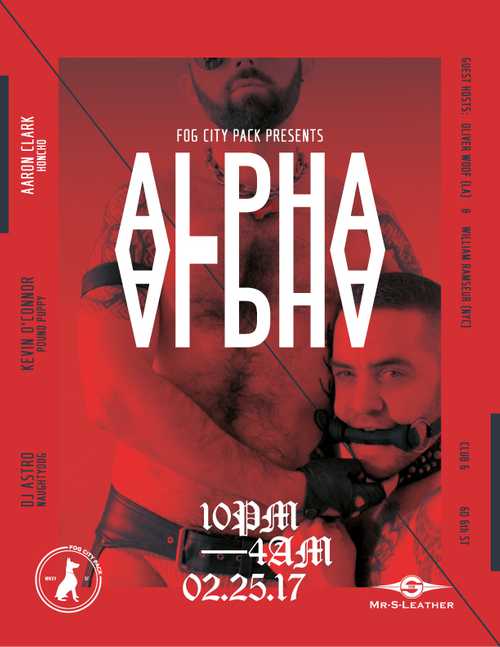 FOG CITY PACK PRESENTS
ALPHA
AARON CLARK
HONCHO
KEVIN O'CONNOR
POUND PUPPY
DJ ASTRO
NAUGHTYDOG
GUEST HOSTS: OLIVER WOOF (LA) & WILLIAM RAMSEUR (NYC)
CLUB 6
60 6th ST
10PM
—4AM
02.25.17
FOG CITY PACK
SF
MR-S-LEATHER